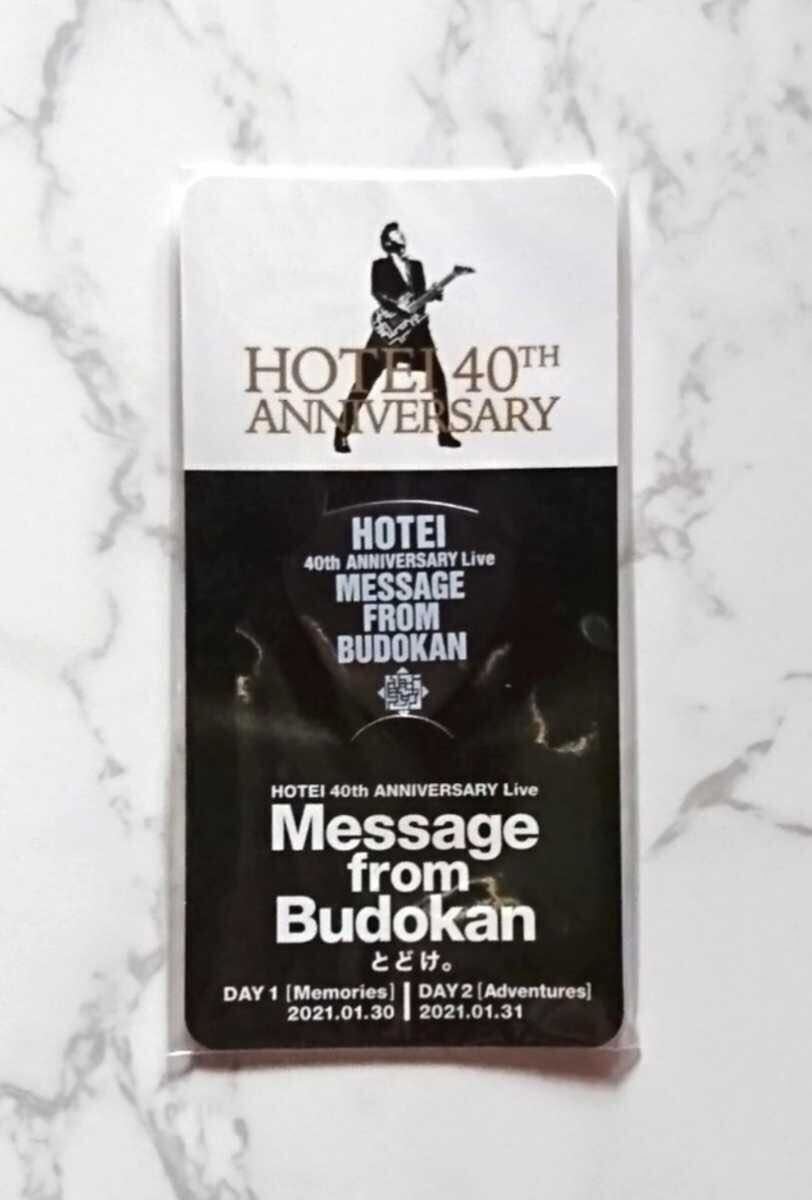 HOTEI 40TH
ANNIVERSARY
HOTEI
40th ANNIVERSARY Live
MESSAGE
FROM
BUDOKAN
HOTEI 40th ANNIVERSARY Live
Message
from
Budokan
とどけ。
DAY 1 [Memories] | DAY 2 [Adventures]
2021.01.30 | 2021.01.31